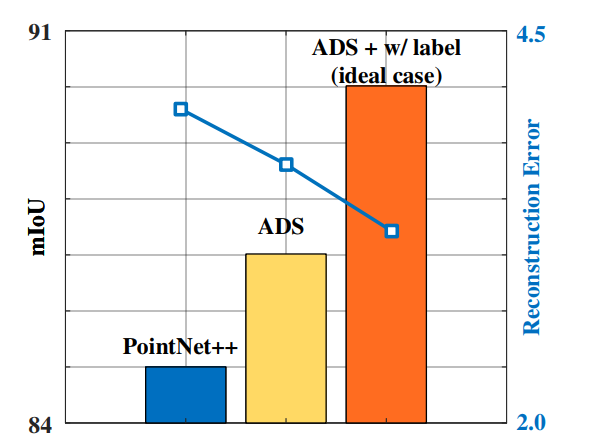 91
4.5
ADS + w/ label
(ideal case)
mIoU
ADS
Reconstruction Error
PointNet++
84
2.0